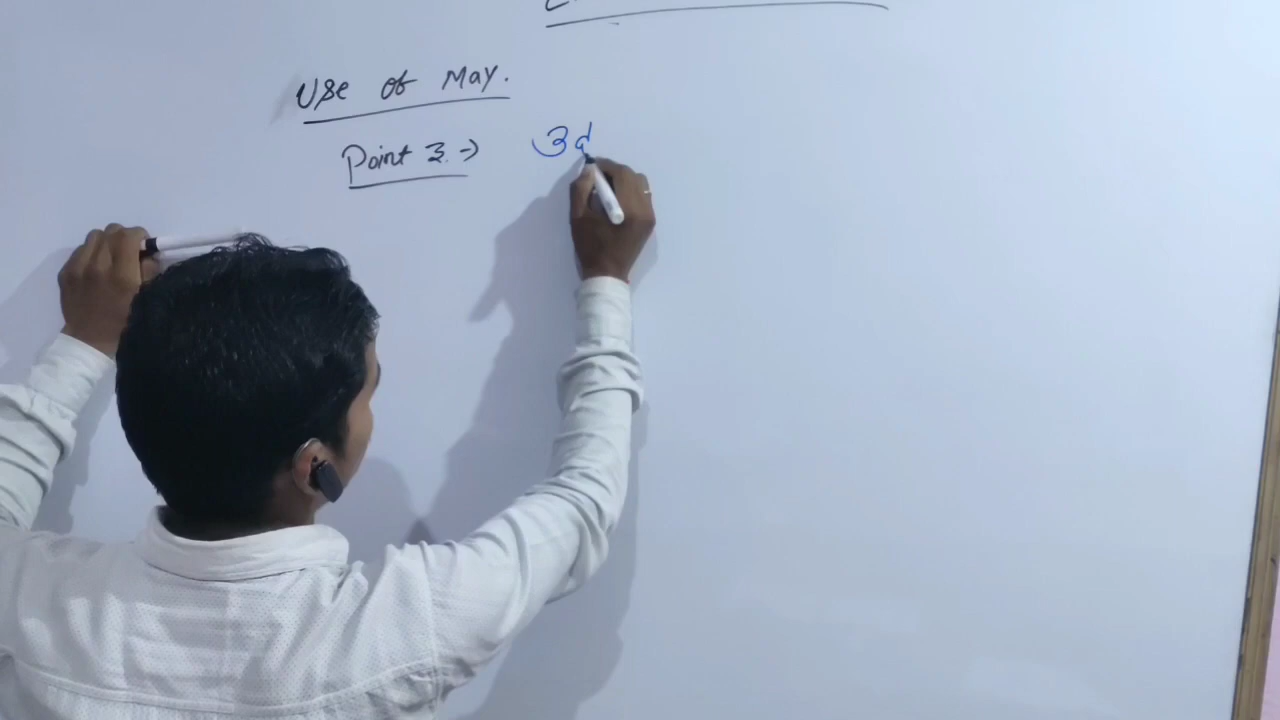 Use of May.
Point 3. →